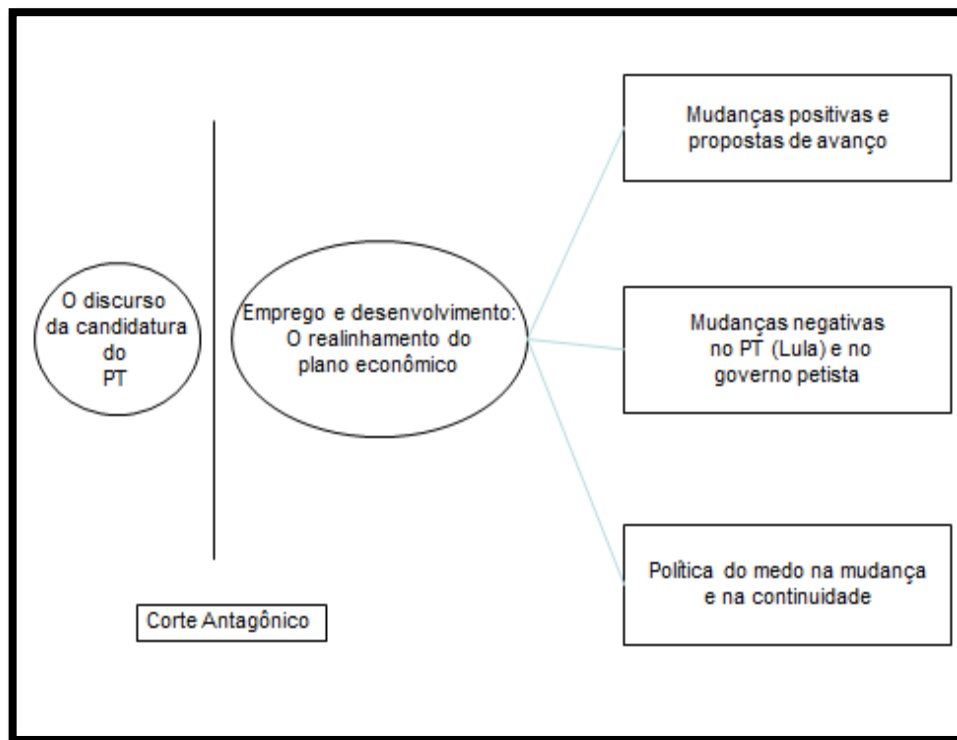 O discurso
da candidatura
do
PT
Emprego e desenvolvimento:
O realinhamento do
plano econômico
Mudanças positivas e
propostas de avanço
Mudanças negativas
no PT (Lula) e no
governo petista
Política do medo na mudança
e na continuidade
Corte Antagônico